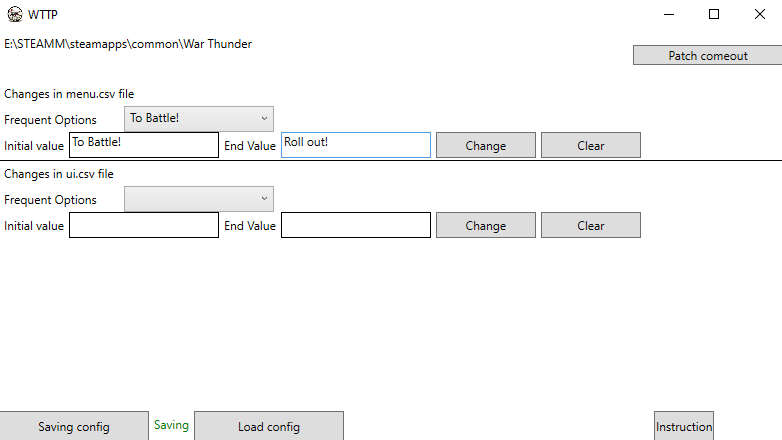 WTTP
E:\STEAMM\steamapps\common\War Thunder
Patch comeout
Changes in menu.csv file
Frequent Options To Battle!
Initial value To Battle! End Value Roll out! Change Clear
Changes in ui.csv file
Frequent Options
Initial value End Value Change Clear
Saving config Saving Load config Instruction